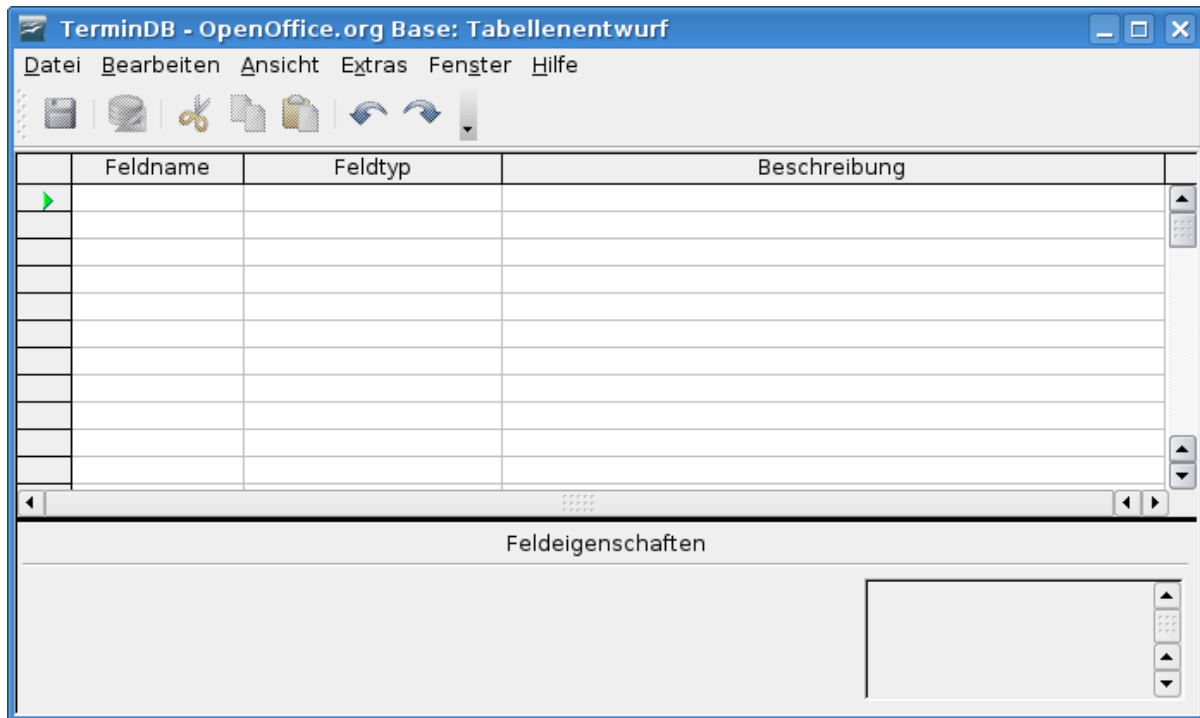 TerminDB - OpenOffice.org Base: Tabellenentwurf
Datei Bearbeiten Ansicht Extras Fenster Hilfe
Feldname Feldtyp Beschreibung
Feldeigenschaften